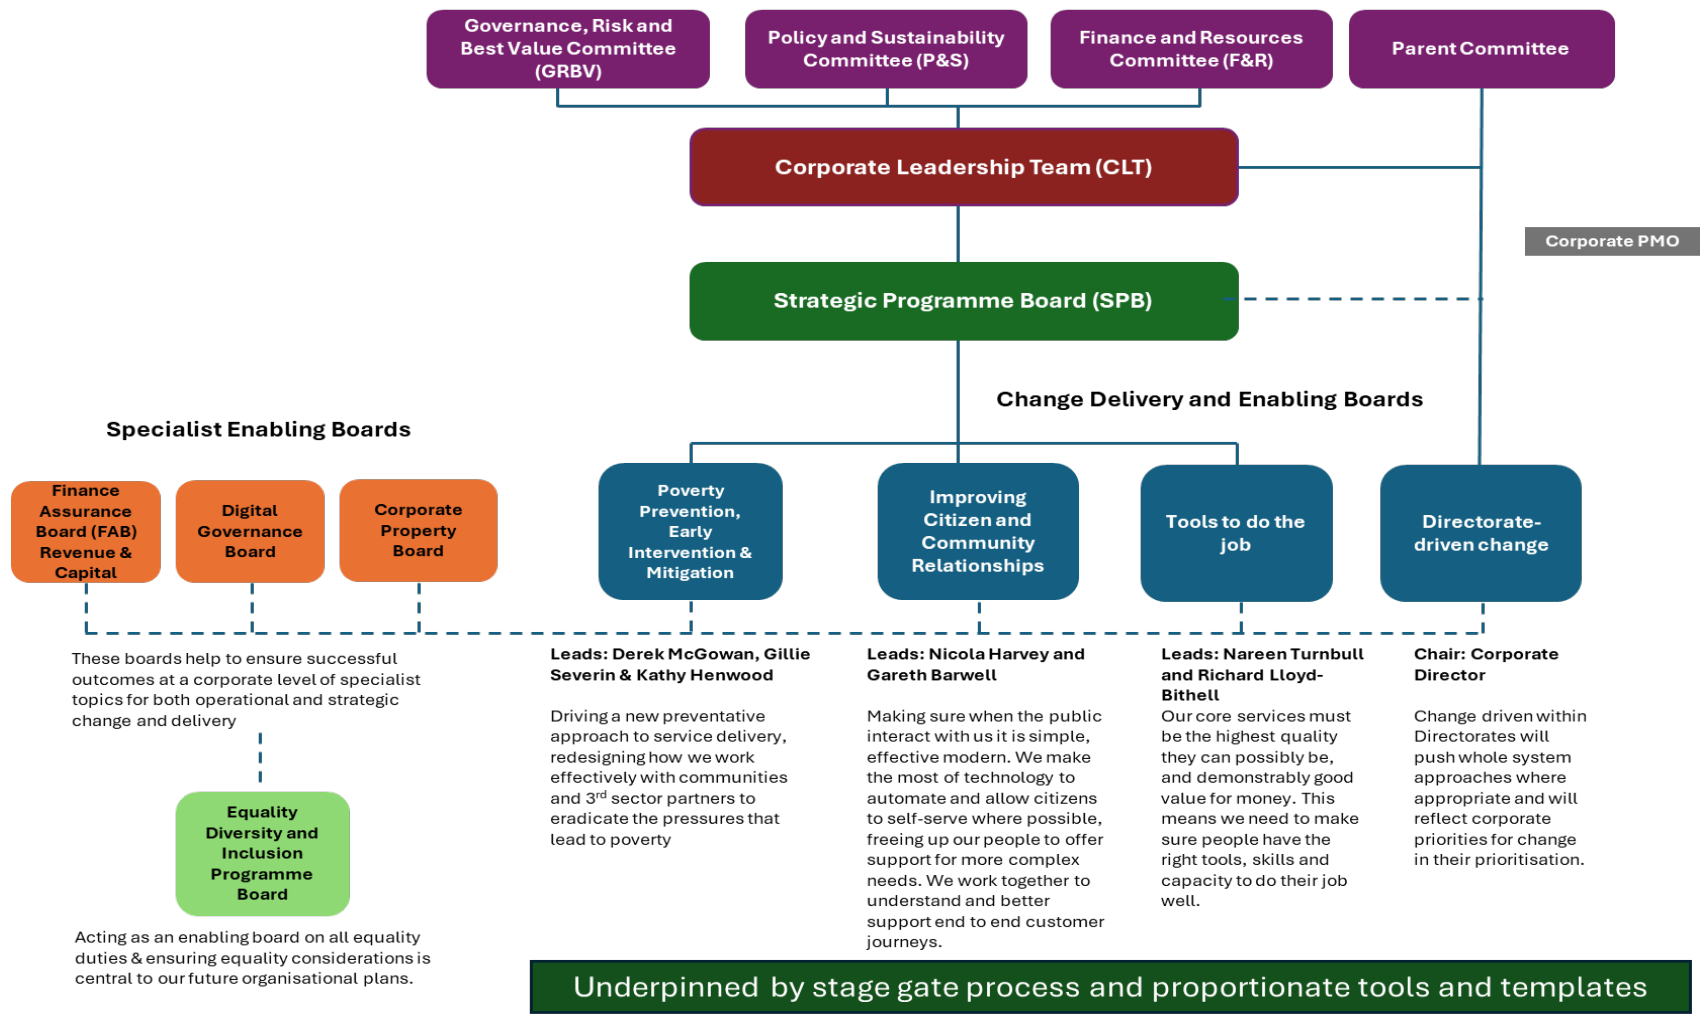 Governance, Risk and
Best Value Committee
(GRBV)
Policy and Sustainability
Committee (P&S)
Finance and Resources
Committee (F&R)
Parent Committee
Corporate Leadership Team (CLT)
Corporate PMO
Strategic Programme Board (SPB)
Change Delivery and Enabling Boards
Specialist Enabling Boards
Finance
Assurance
Board (FAB)
Revenue &
Capital
Digital
Governance
Board
Corporate
Property
Board
Poverty
Prevention,
Early
Intervention &
Mitigation
Improving
Citizen and
Community
Relationships
Tools to do the
job
Directorate-
driven change
These boards help to ensure successful
outcomes at a corporate level of specialist
topics for both operational and strategic
change and delivery
Equality
Diversity and
Inclusion
Programme
Board
Acting as an enabling board on all equality
duties & ensuring equality considerations is
central to our future organisational plans.
Leads: Derek McGowan, Gillie
Severin & Kathy Henwood
Driving a new preventative
approach to service delivery,
redesigning how we work
effectively with communities
and 3rd sector partners to
eradicate the pressures that
lead to poverty
Leads: Nicola Harvey and
Gareth Barwell
Making sure when the public
interact with us it is simple,
effective modern. We make
the most of technology to
automate and allow citizens
to self-serve where possible,
freeing up our people to offer
support for more complex
needs. We work together to
understand and better
support end to end customer
journeys.
Leads: Nareen Turnbull
and Richard Lloyd-
Bithell
Our core services must
be the highest quality
they can possibly be,
and demonstrably good
value for money. This
means we need to make
sure people have the
right tools, skills and
capacity to do their job
well.
Chair: Corporate
Director
Change driven within
Directorates will
push whole system
approaches where
appropriate and will
reflect corporate
priorities for change
in their prioritisation.
Underpinned by stage gate process and proportionate tools and templates